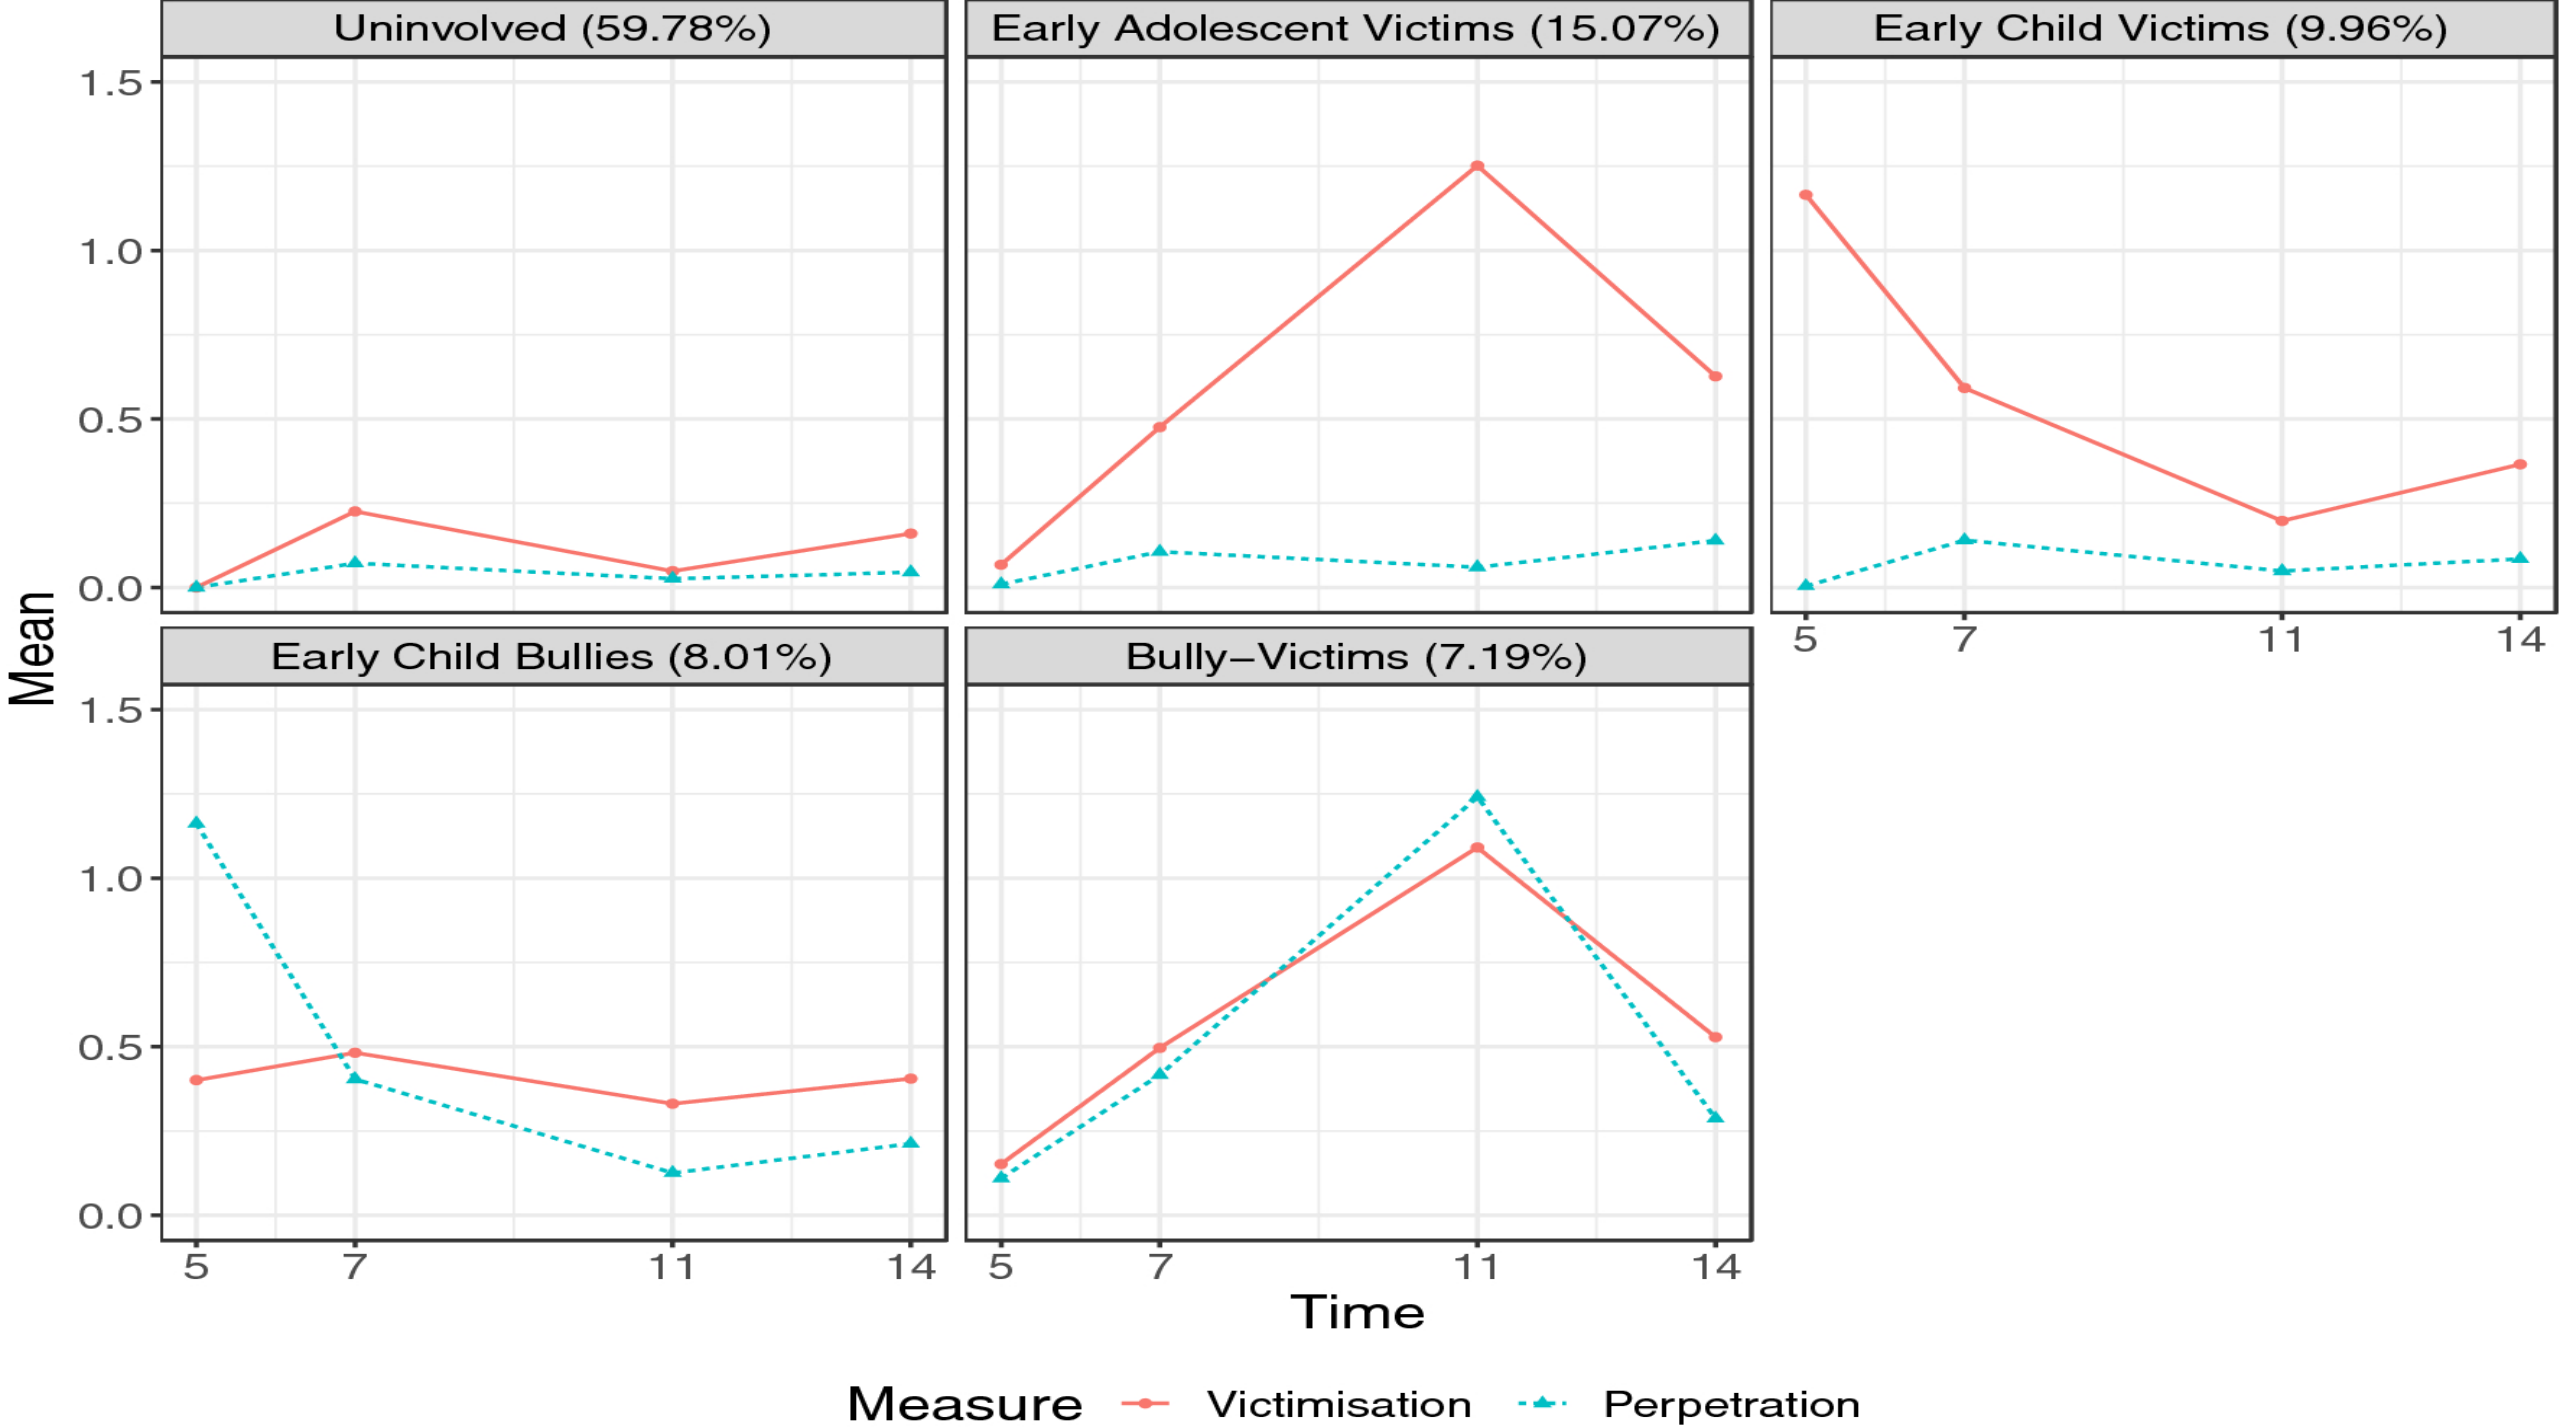 Uninvolved (59.78%)
Early Adolescent Victims (15.07%)
Early Child Victims (9.96%)
1.5
1.0
0.5
0.0
5 7 11 14
Mean
Early Child Bullies (8.01%)
Bully−Victims (7.19%)
1.5
1.0
0.5
0.0
5 7 11 14
5 7 11 14
Time
Measure Victimisation Perpetration